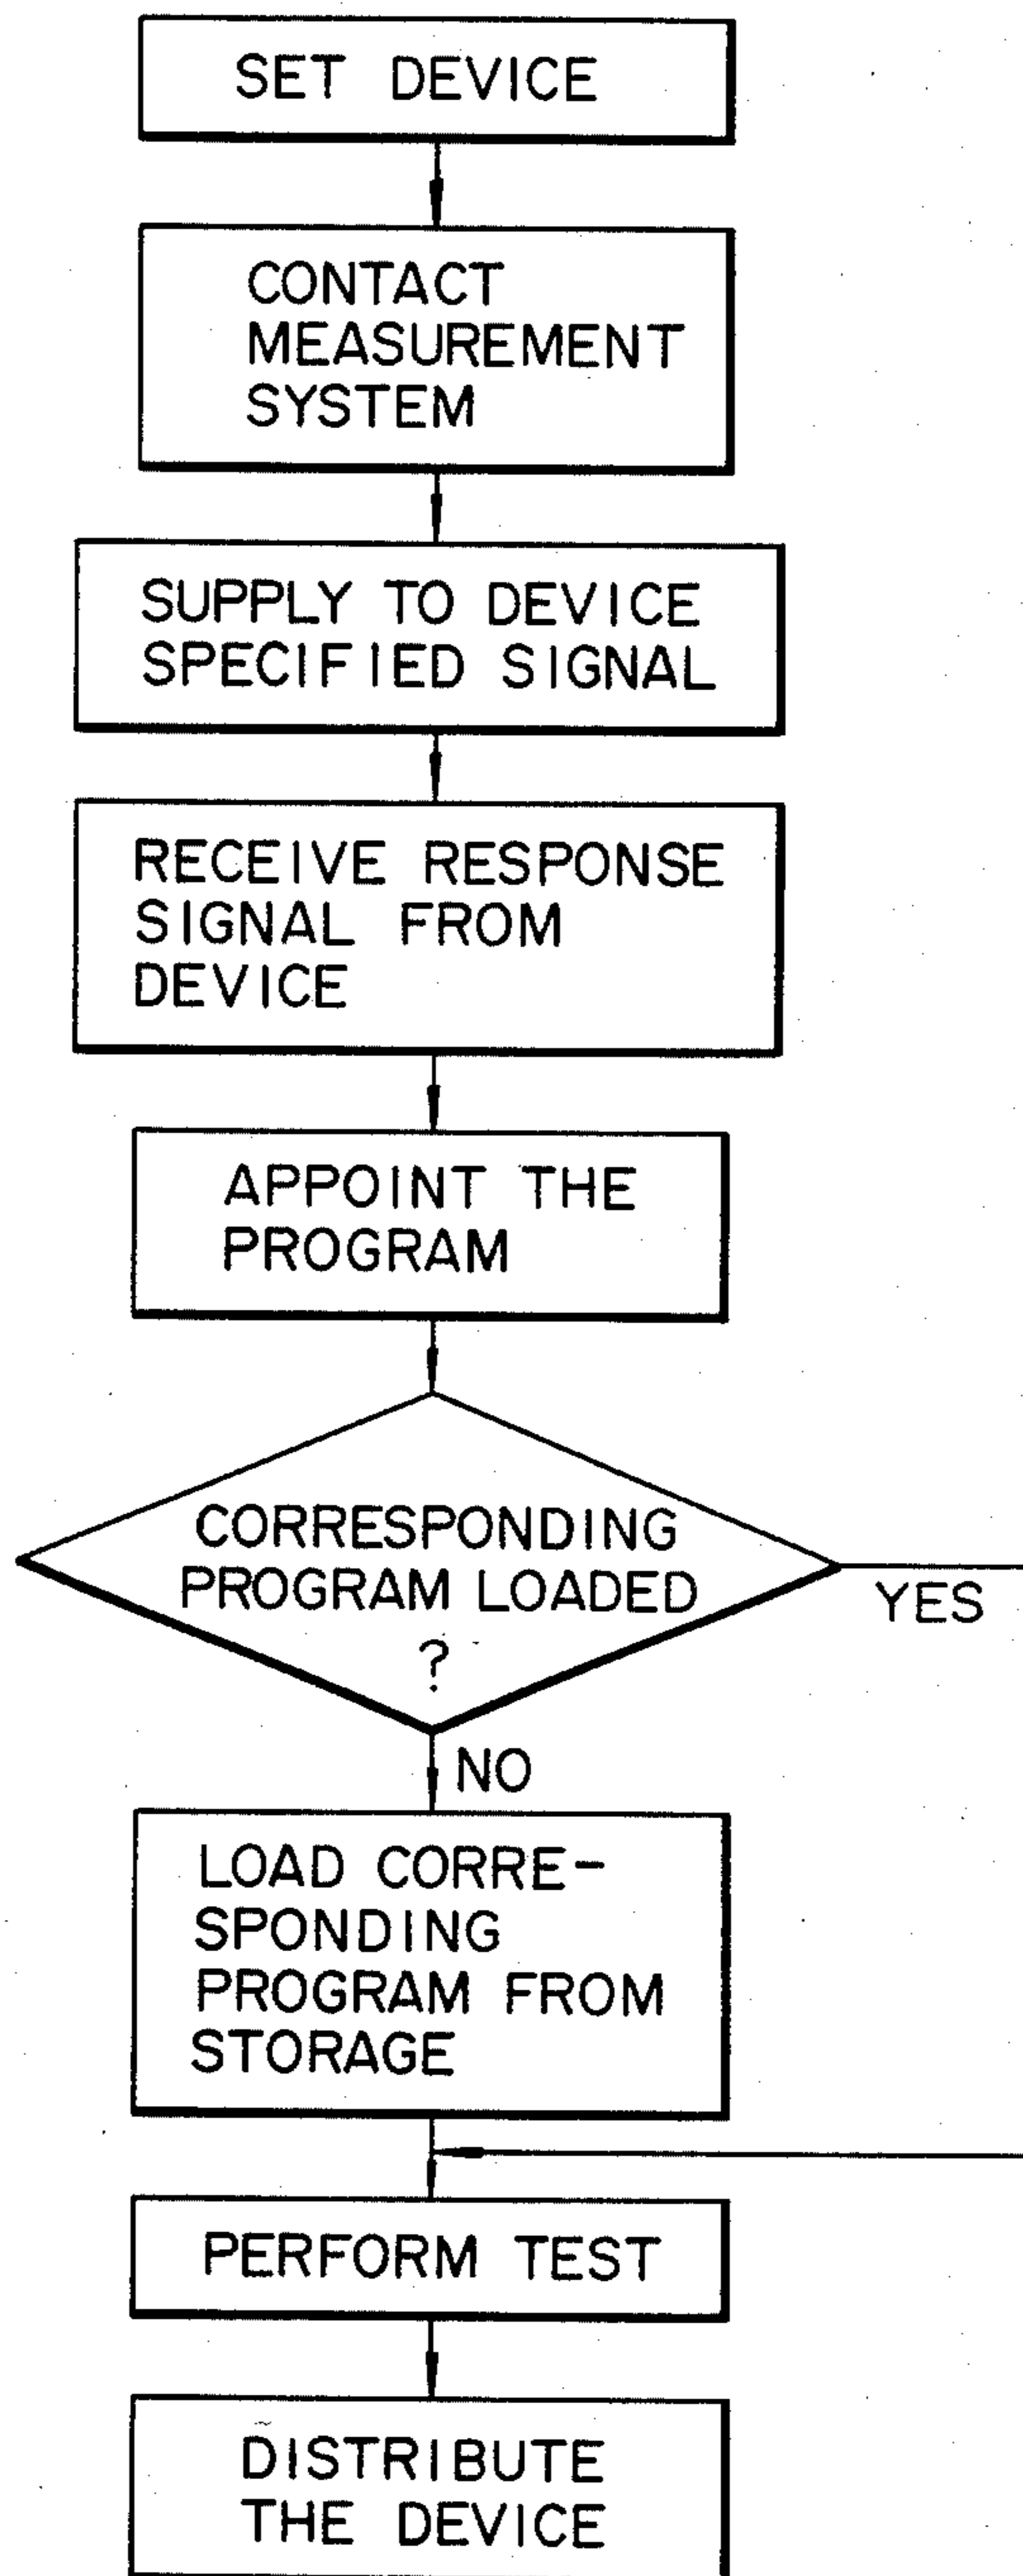 SET DEVICE
CONTACT
MEASUREMENT
SYSTEM
SUPPLY TO DEVICE
SPECIFIED SIGNAL
RECEIVE RESPONSE
SIGNAL FROM
DEVICE
APPOINT THE
PROGRAM
CORRESPONDING
PROGRAM LOADED
?
YES
NO
LOAD CORRE-
SPONDING
PROGRAM FROM
STORAGE
PERFORM TEST
DISTRIBUTE
THE DEVICE